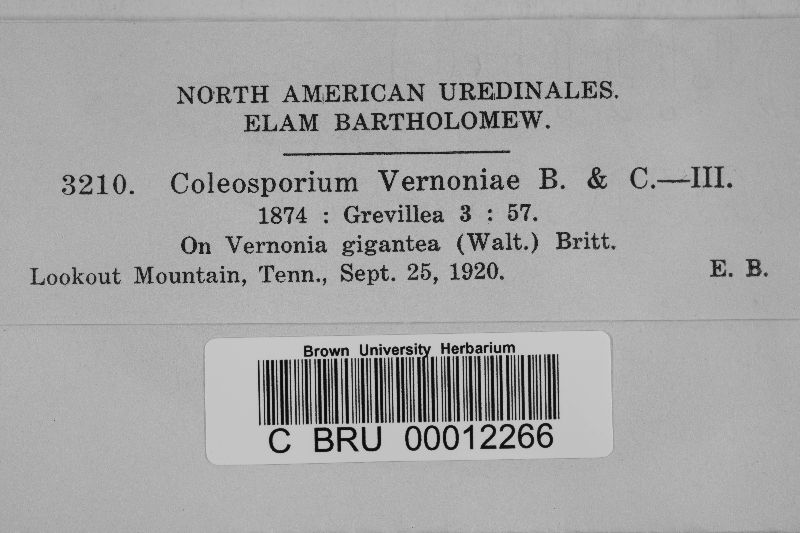 NORTH AMERICAN UREDINALES.
ELAM BARTHOLOMEW.
3210. Coleosporium Vernoniae B. & C.—III.
1874 : Grevillea 3 : 57.
On Vernonia gigantea (Walt.) Britt.
Lookout Mountain, Tenn., Sept. 25, 1920. E. B.
Brown University Herbarium
C BRU 00012266